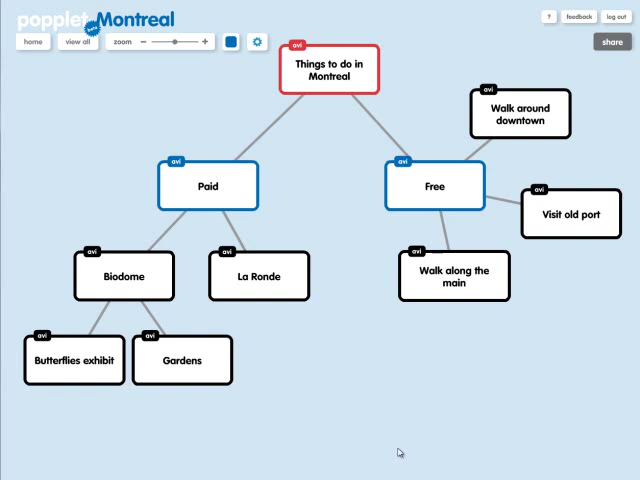 popplet Montreal
beta
? feedback log out
home view all zoom − +
share
avi
Things to do in
Montreal
avi
Walk around
downtown
avi
Paid
avi
Free
avi
Visit old port
avi
Biodome
avi
La Ronde
avi
Walk along the
main
avi
Butterflies exhibit
avi
Gardens